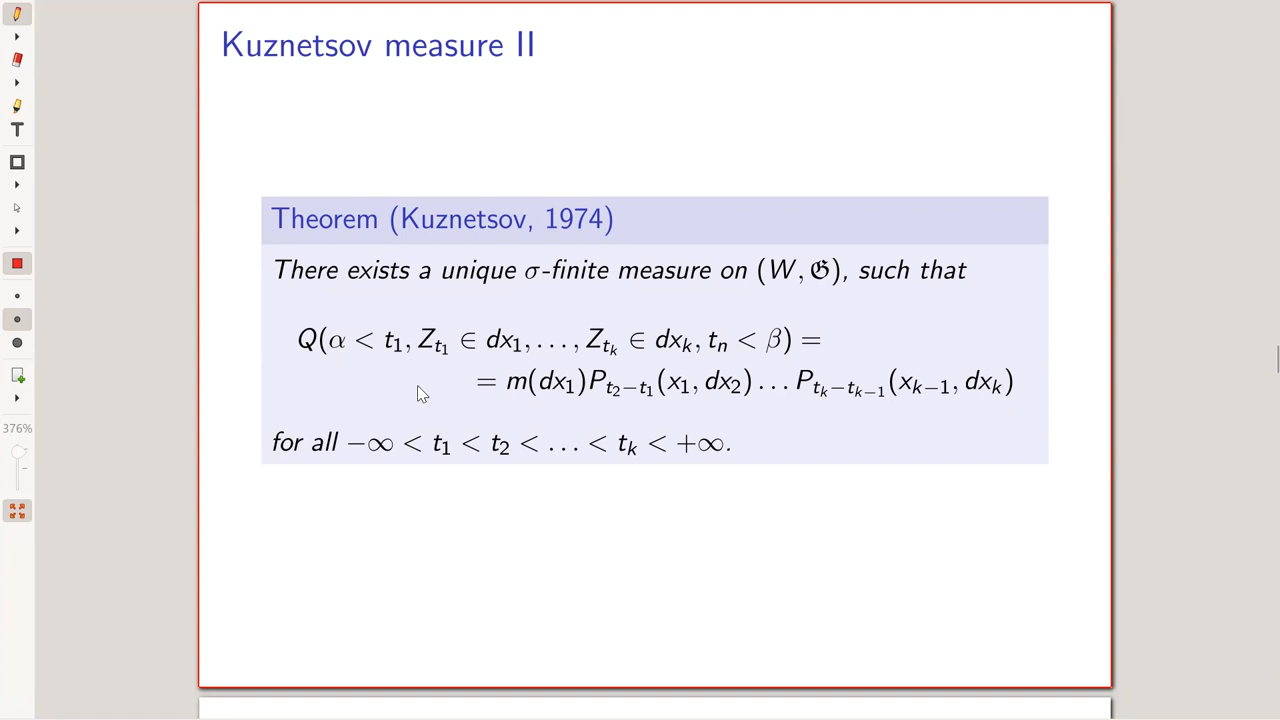 Kuznetsov measure II
Theorem (Kuznetsov, 1974)
There exists a unique σ-finite measure on (W, 𝔊), such that
Q(α < t₁, Z_{t₁} ∈ dx₁, . . . , Z_{t_k} ∈ dx_k, t_n < β) =
= m(dx₁)P_{t₂−t₁}(x₁, dx₂) . . . P_{t_k−t_{k−1}}(x_{k−1}, dx_k)
for all −∞ < t₁ < t₂ < . . . < t_k < +∞.
T
376%